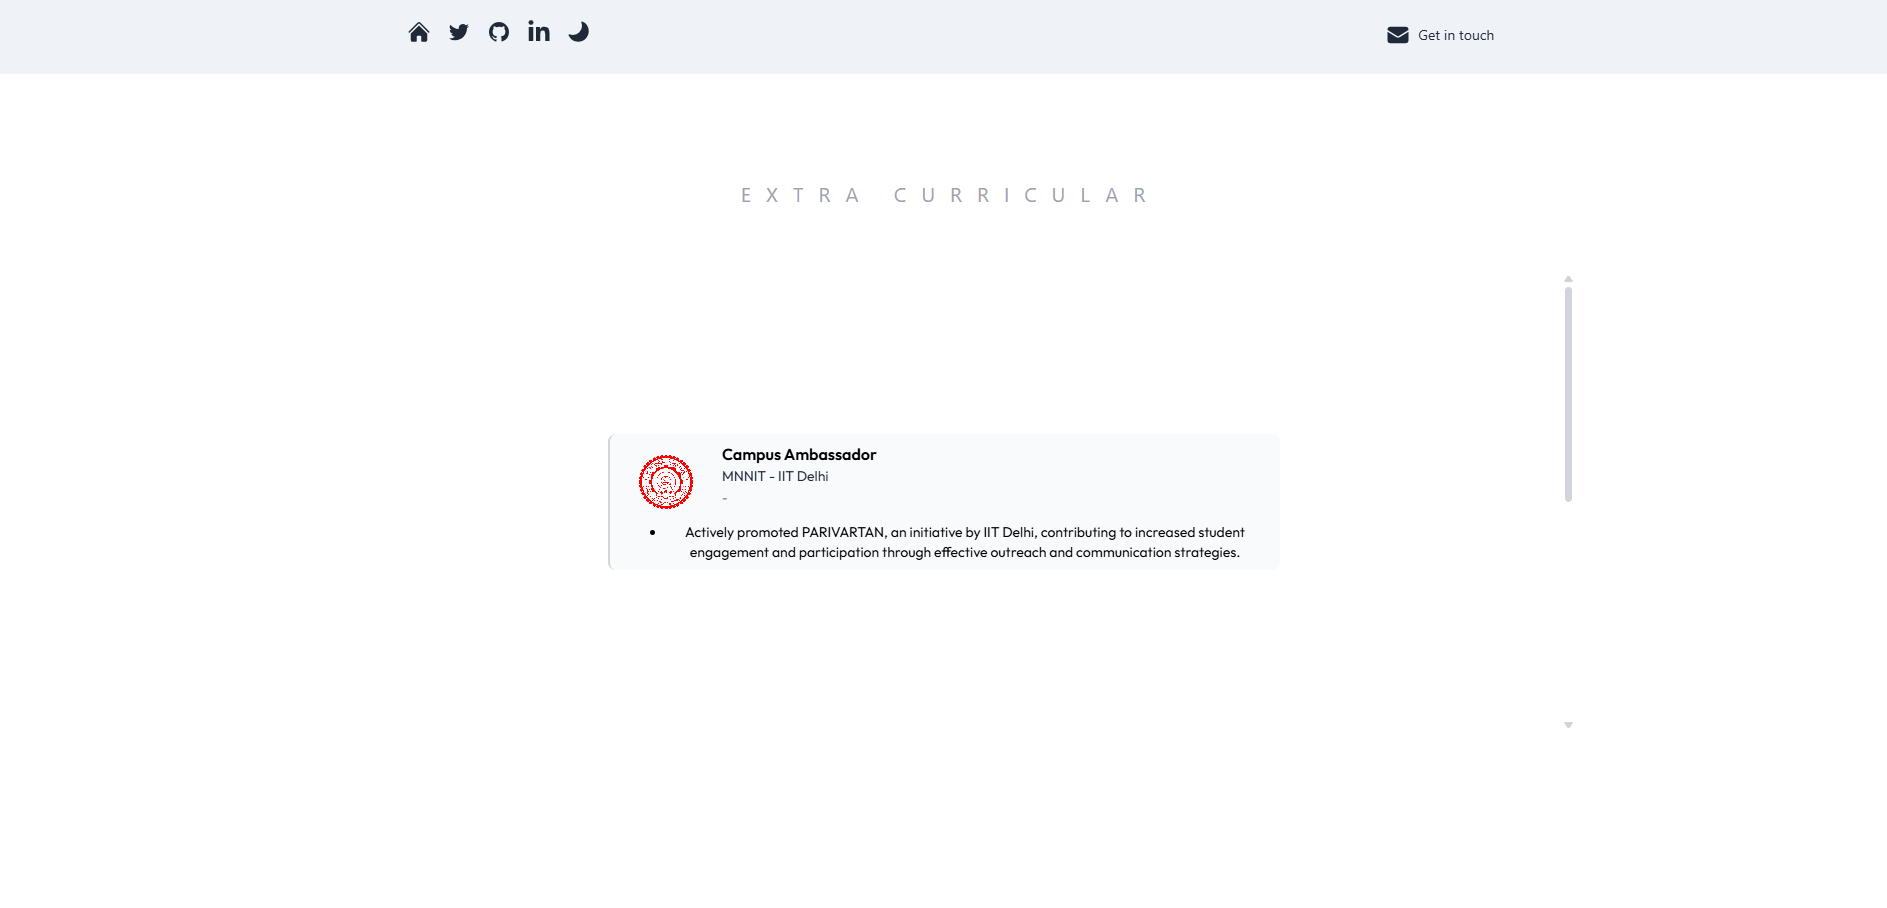 Get in touch
EXTRA CURRICULAR
Campus Ambassador
MNNIT - IIT Delhi
-
• Actively promoted PARIVARTAN, an initiative by IIT Delhi, contributing to increased student
engagement and participation through effective outreach and communication strategies.